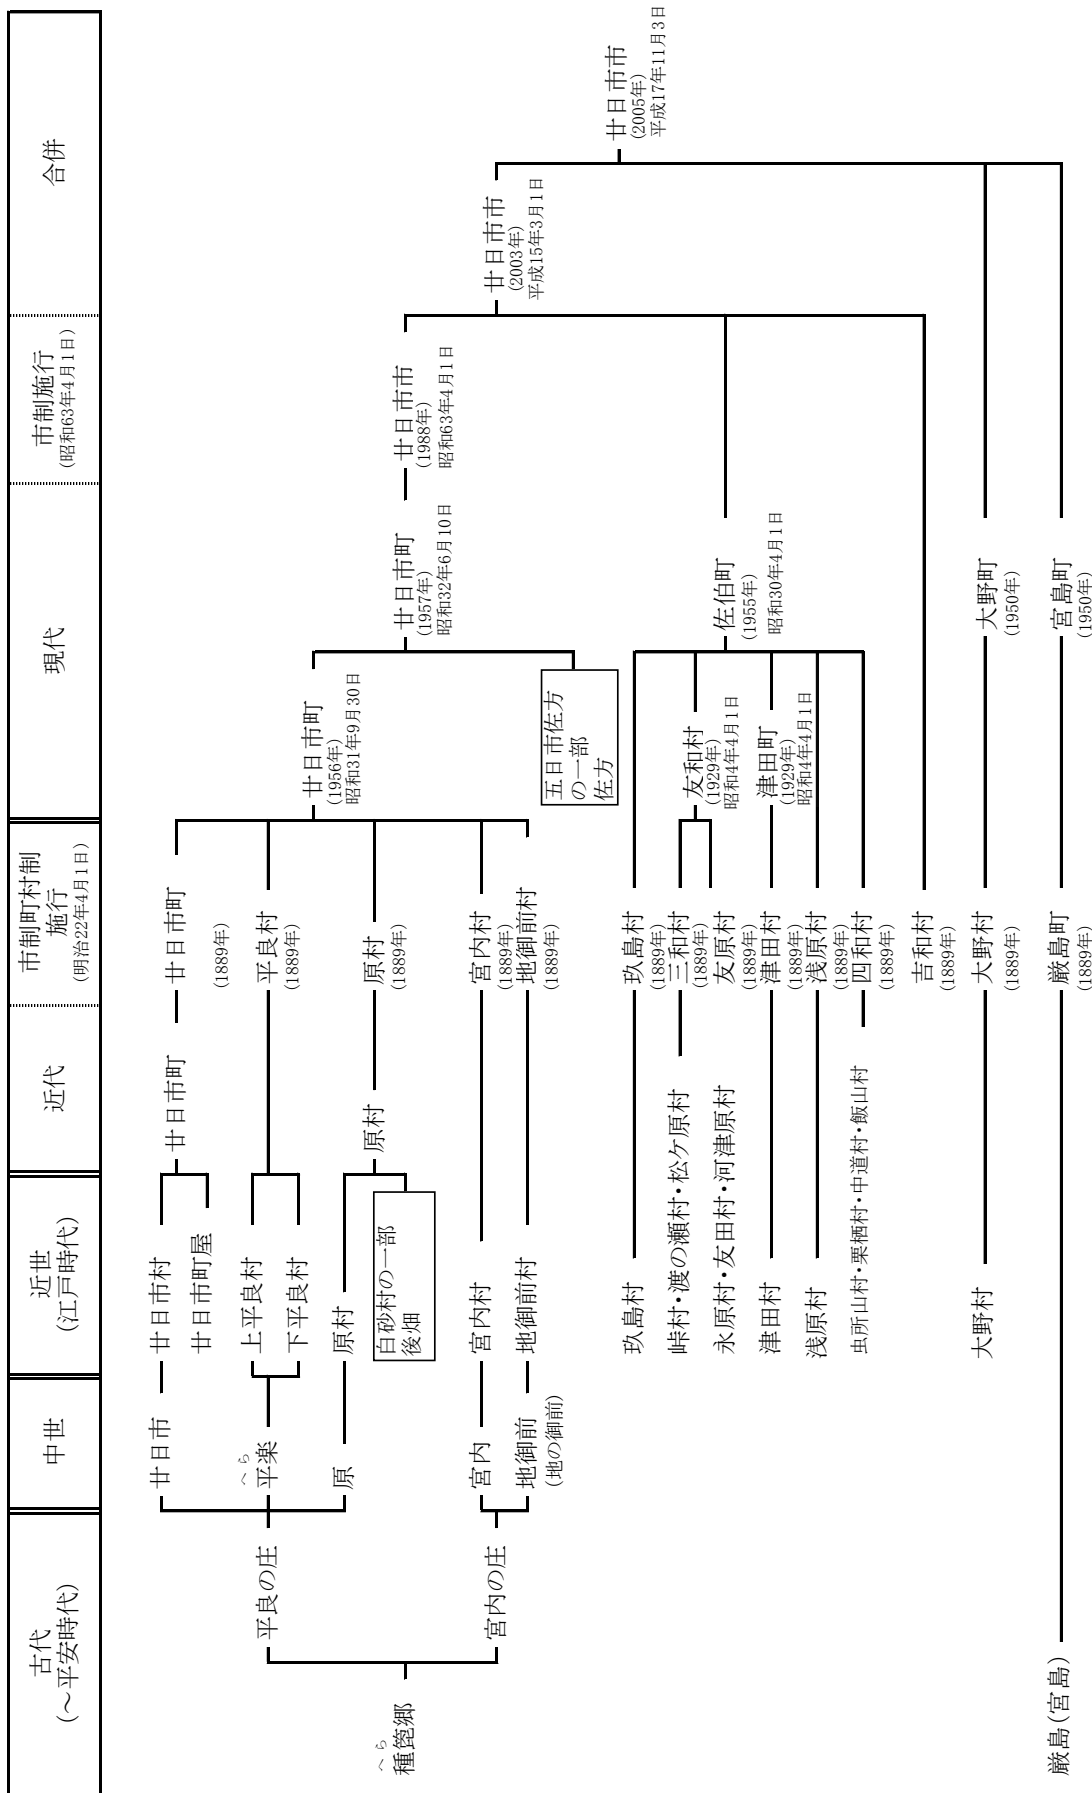 古代
(～平安時代)
中世
近世
(江戸時代)
近代
市制町村制
施行
(明治22年4月1日)
現代
市制施行
(昭和63年4月1日)
合併
へら
種箆郷
平良の庄
宮内の庄
廿日市
へら
平楽
原
宮内
地御前
(地の御前)
廿日市村
廿日市町屋
上平良村
下平良村
原村
白砂村の一部
後畑
宮内村
地御前村
廿日市町
原村
廿日市町
(1889年)
平良村
(1889年)
原村
(1889年)
宮内村
(1889年)
地御前村
(1889年)
廿日市町
(1956年)
昭和31年9月30日
五日市佐方
の一部
佐方
廿日市町
(1957年)
昭和32年6月10日
廿日市市
(1988年)
昭和63年4月1日
廿日市市
(2003年)
平成15年3月1日
廿日市市
(2005年)
平成17年11月3日
玖島村
玖島村
(1889年)
峠村・渡の瀬村・松ケ原村
三和村
(1889年)
永原村・友田村・河津原村
友原村
(1889年)
友和村
(1929年)
昭和4年4月1日
津田村
津田村
(1889年)
津田町
(1929年)
昭和4年4月1日
浅原村
浅原村
(1889年)
虫所山村・栗栖村・中道村・飯山村
四和村
(1889年)
佐伯町
(1955年)
昭和30年4月1日
吉和村
(1889年)
大野村
大野村
(1889年)
大野町
(1950年)
厳島(宮島)
厳島町
(1889年)
宮島町
(1950年)